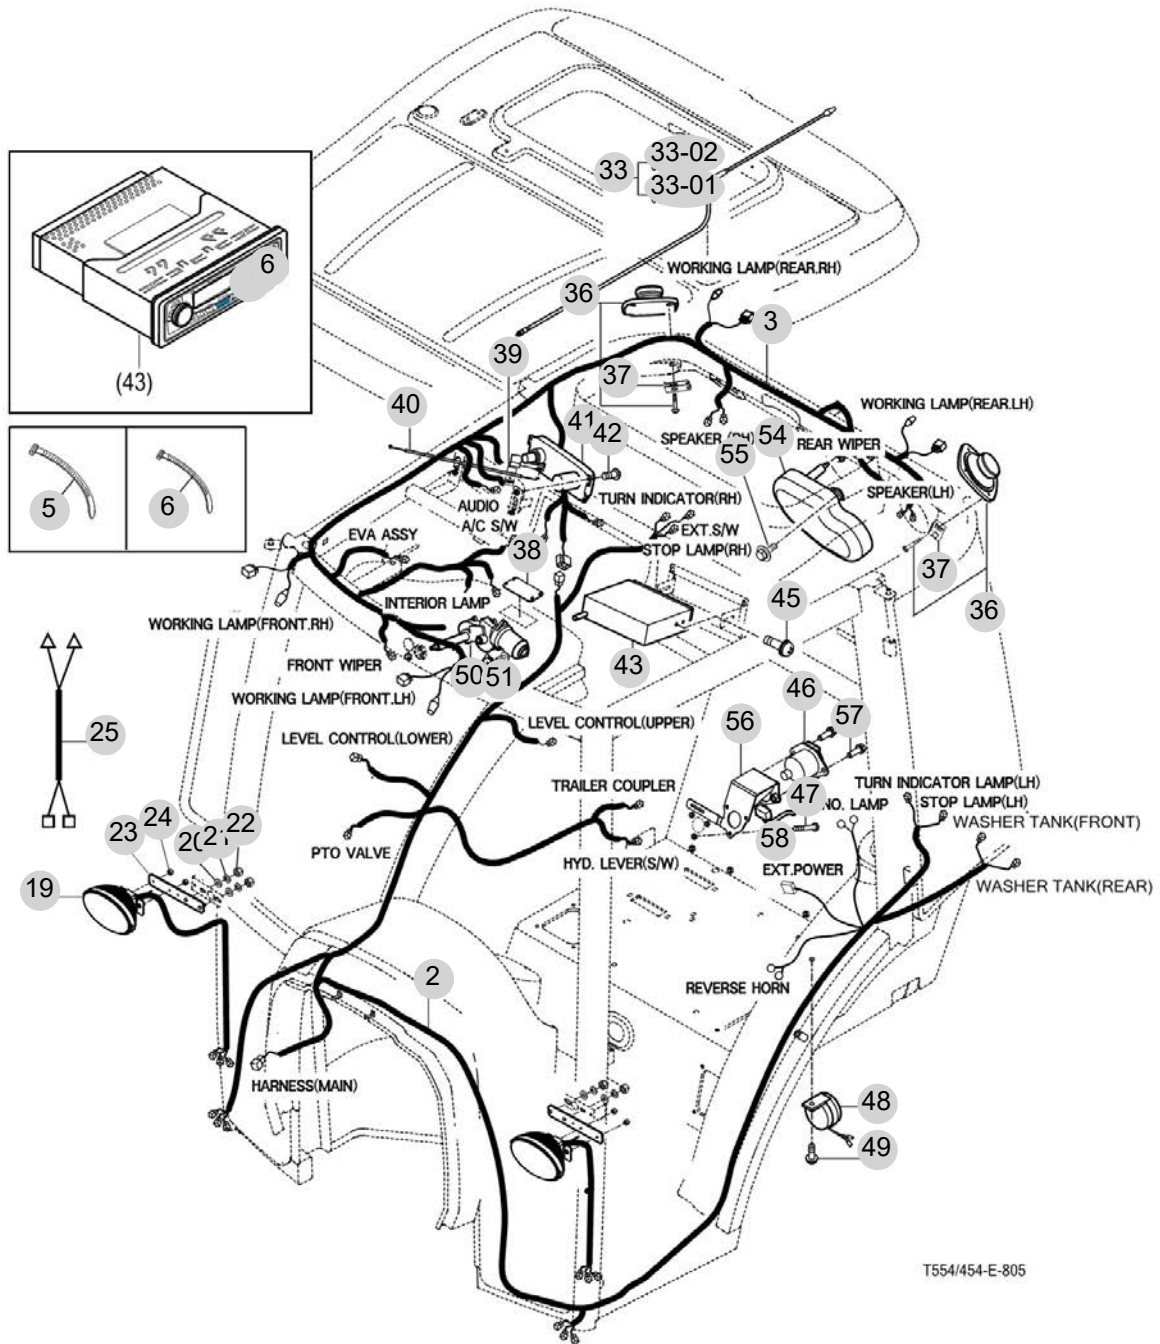 33-02
33
33-01
6
WORKING LAMP(REAR.RH)
36
3
39
(43)
37
40
41
42
WORKING LAMP(REAR.LH)
SPEAKER (RH)
54
REAR WIPER
55
5
6
AUDIO
A/C S/W
TURN INDICATOR(RH)
SPEAKER(LH)
EVA ASSY
38
EXT.S/W
STOP LAMP(RH)
37
INTERIOR LAMP
45
36
WORKING LAMP(FRONT.RH)
FRONT WIPER
50
51
43
46
WORKING LAMP(FRONT.LH)
56
57
25
LEVEL CONTROL(UPPER)
LEVEL CONTROL(LOWER)
TRAILER COUPLER
47
NO. LAMP
TURN INDICATOR LAMP(LH)
STOP LAMP(LH)
WASHER TANK(FRONT)
23
24
20
22
58
PTO VALVE
HYD. LEVER(S/W)
EXT.POWER
WASHER TANK(REAR)
19
2
REVERSE HORN
HARNESS(MAIN)
48
49
T554/454-E-805